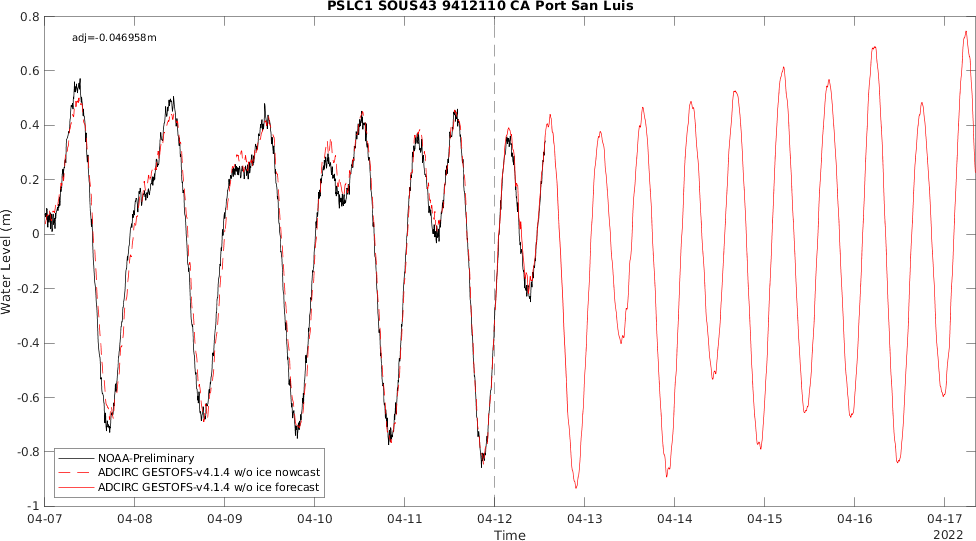 PSLC1 SOUS43 9412110 CA Port San Luis
adj=-0.046958m
0.8
0.6
0.4
0.2
0
-0.2
-0.4
-0.6
-0.8
-1
Water Level (m)
NOAA-Preliminary
ADCIRC GESTOFS-v4.1.4 w/o ice nowcast
ADCIRC GESTOFS-v4.1.4 w/o ice forecast
04-07 04-08 04-09 04-10 04-11 04-12 04-13 04-14 04-15 04-16 04-17
Time
2022